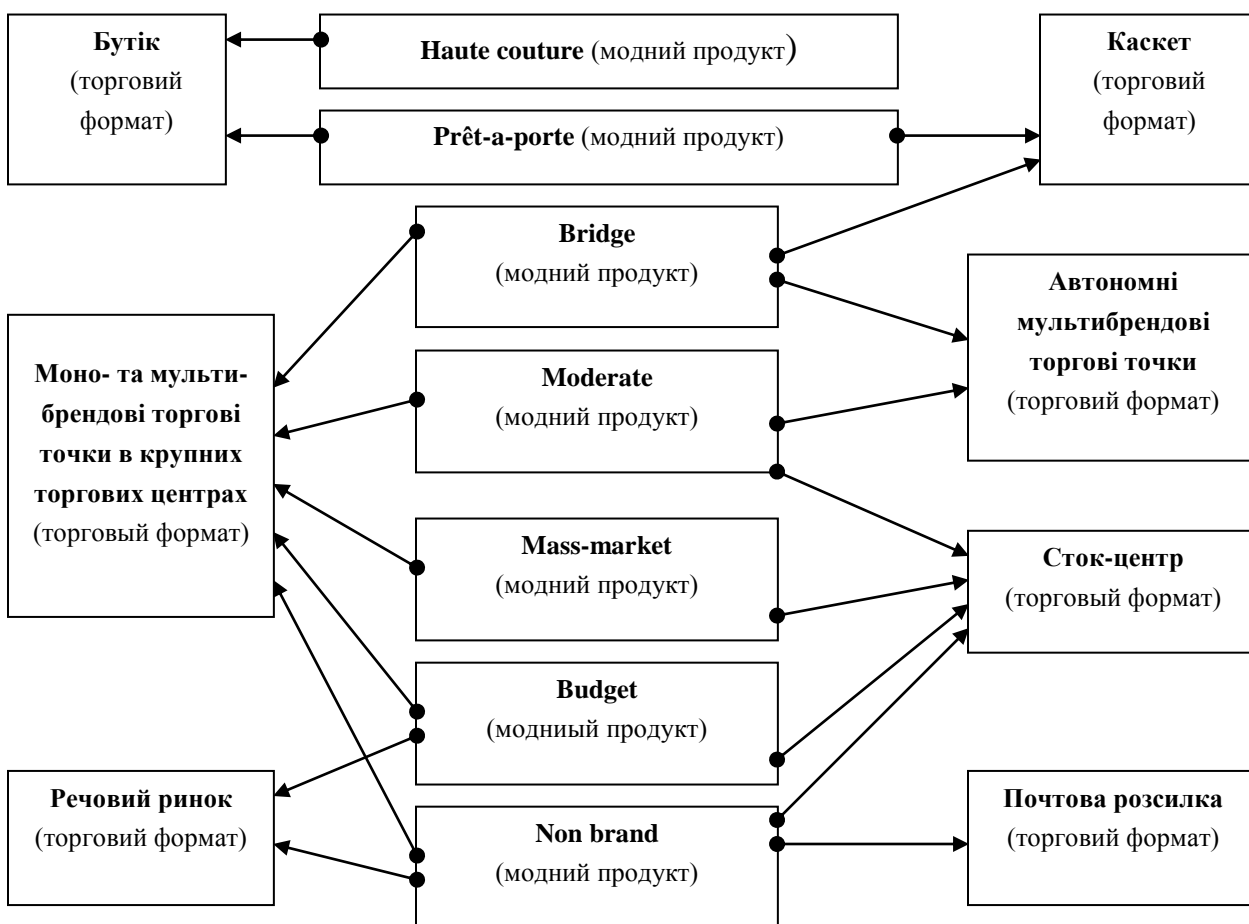 Бутік
(торговий
формат)
Haute couture (модний продукт)
Каскет
(торговий
формат)
Prêt-a-porte (модний продукт)
Bridge
(модний продукт)
Автономні
мультибрендові
торгові точки
(торговий формат)
Моно- та мульти-
брендові торгові
точки в крупних
торгових центрах
(торговый формат)
Moderate
(модний продукт)
Mass-market
(модний продукт)
Сток-центр
(торговый формат)
Budget
(модниый продукт)
Речовий ринок
(торговий формат)
Non brand
(модний продукт)
Почтова розсилка
(торговий формат)